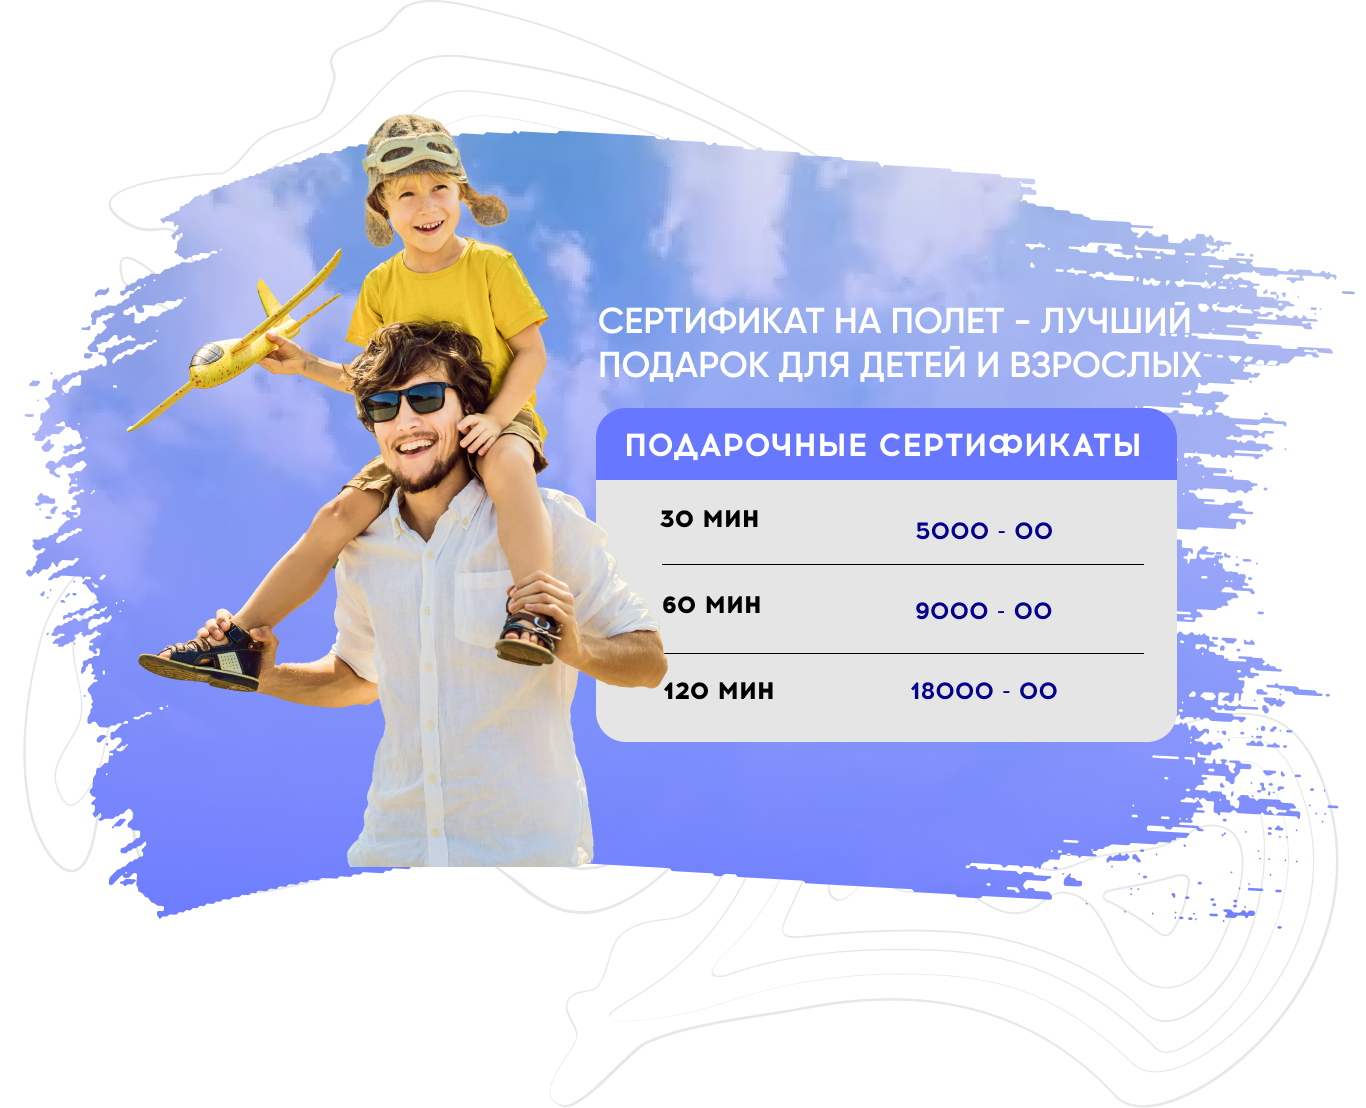 СЕРТИФИКАТ НА ПОЛЕТ - ЛУЧШИЙ
ПОДАРОК ДЛЯ ДЕТЕЙ И ВЗРОСЛЫХ
ПОДАРОЧНЫЕ СЕРТИФИКАТЫ
30 МИН 5000 - 00
60 МИН 9000 - 00
120 МИН 18000 - 00